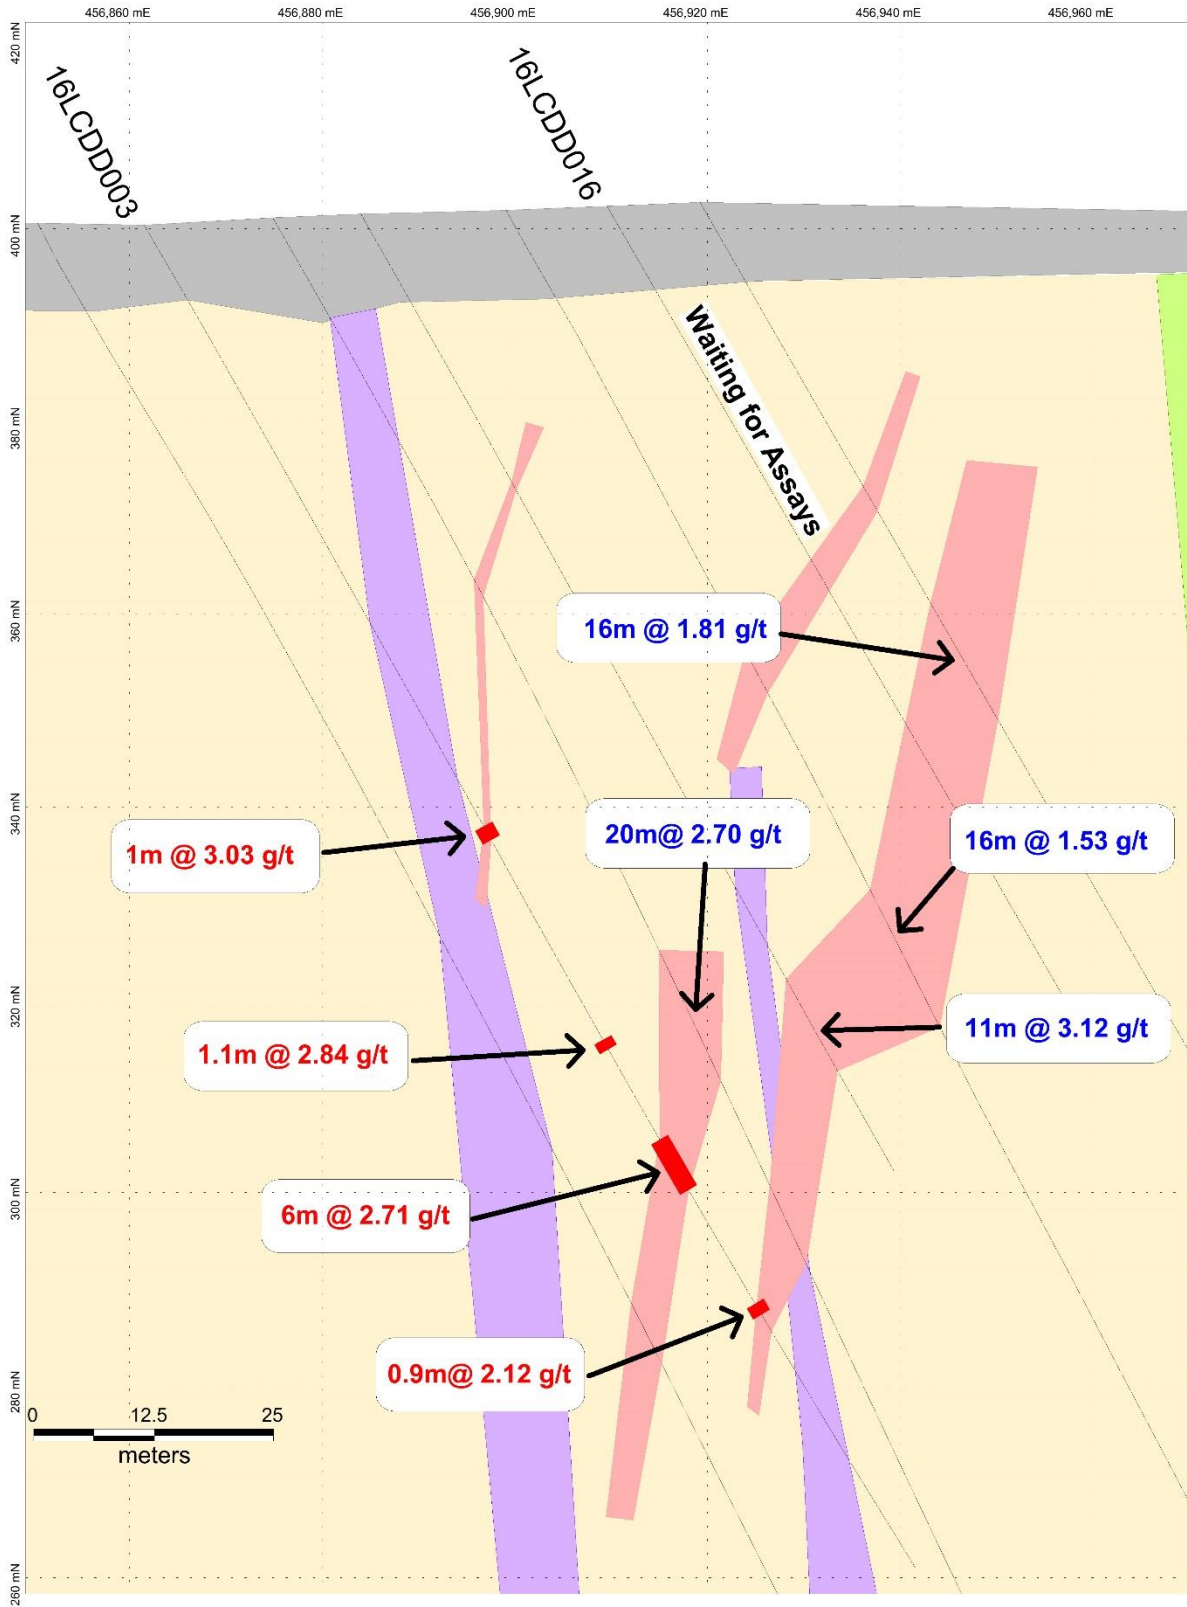 456,860 mE
456,880 mE
456,900 mE
456,920 mE
456,940 mE
456,960 mE
420 mN
16LCDD003
16LCDD016
400 mN
Waiting for Assays
380 mN
360 mN
16m @ 1.81 g/t
340 mN
1m @ 3.03 g/t
20m@ 2.70 g/t
16m @ 1.53 g/t
320 mN
1.1m @ 2.84 g/t
11m @ 3.12 g/t
300 mN
6m @ 2.71 g/t
0.9m@ 2.12 g/t
280 mN
0 12.5 25
meters
260 mN